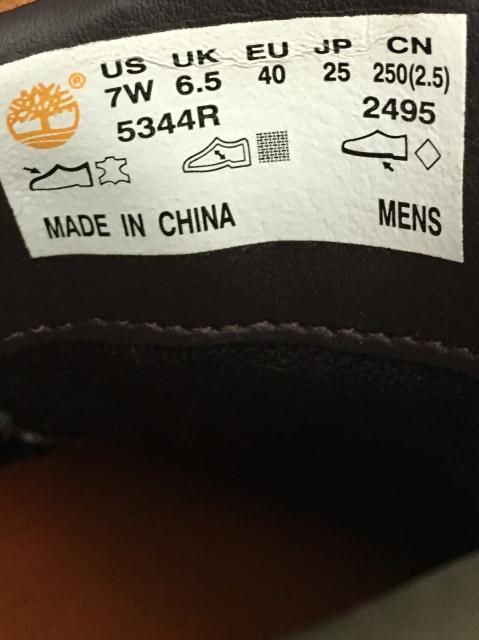 US UK EU JP CN
7W 6.5 40 25 250(2.5)
5344R 2495
MADE IN CHINA MENS
®